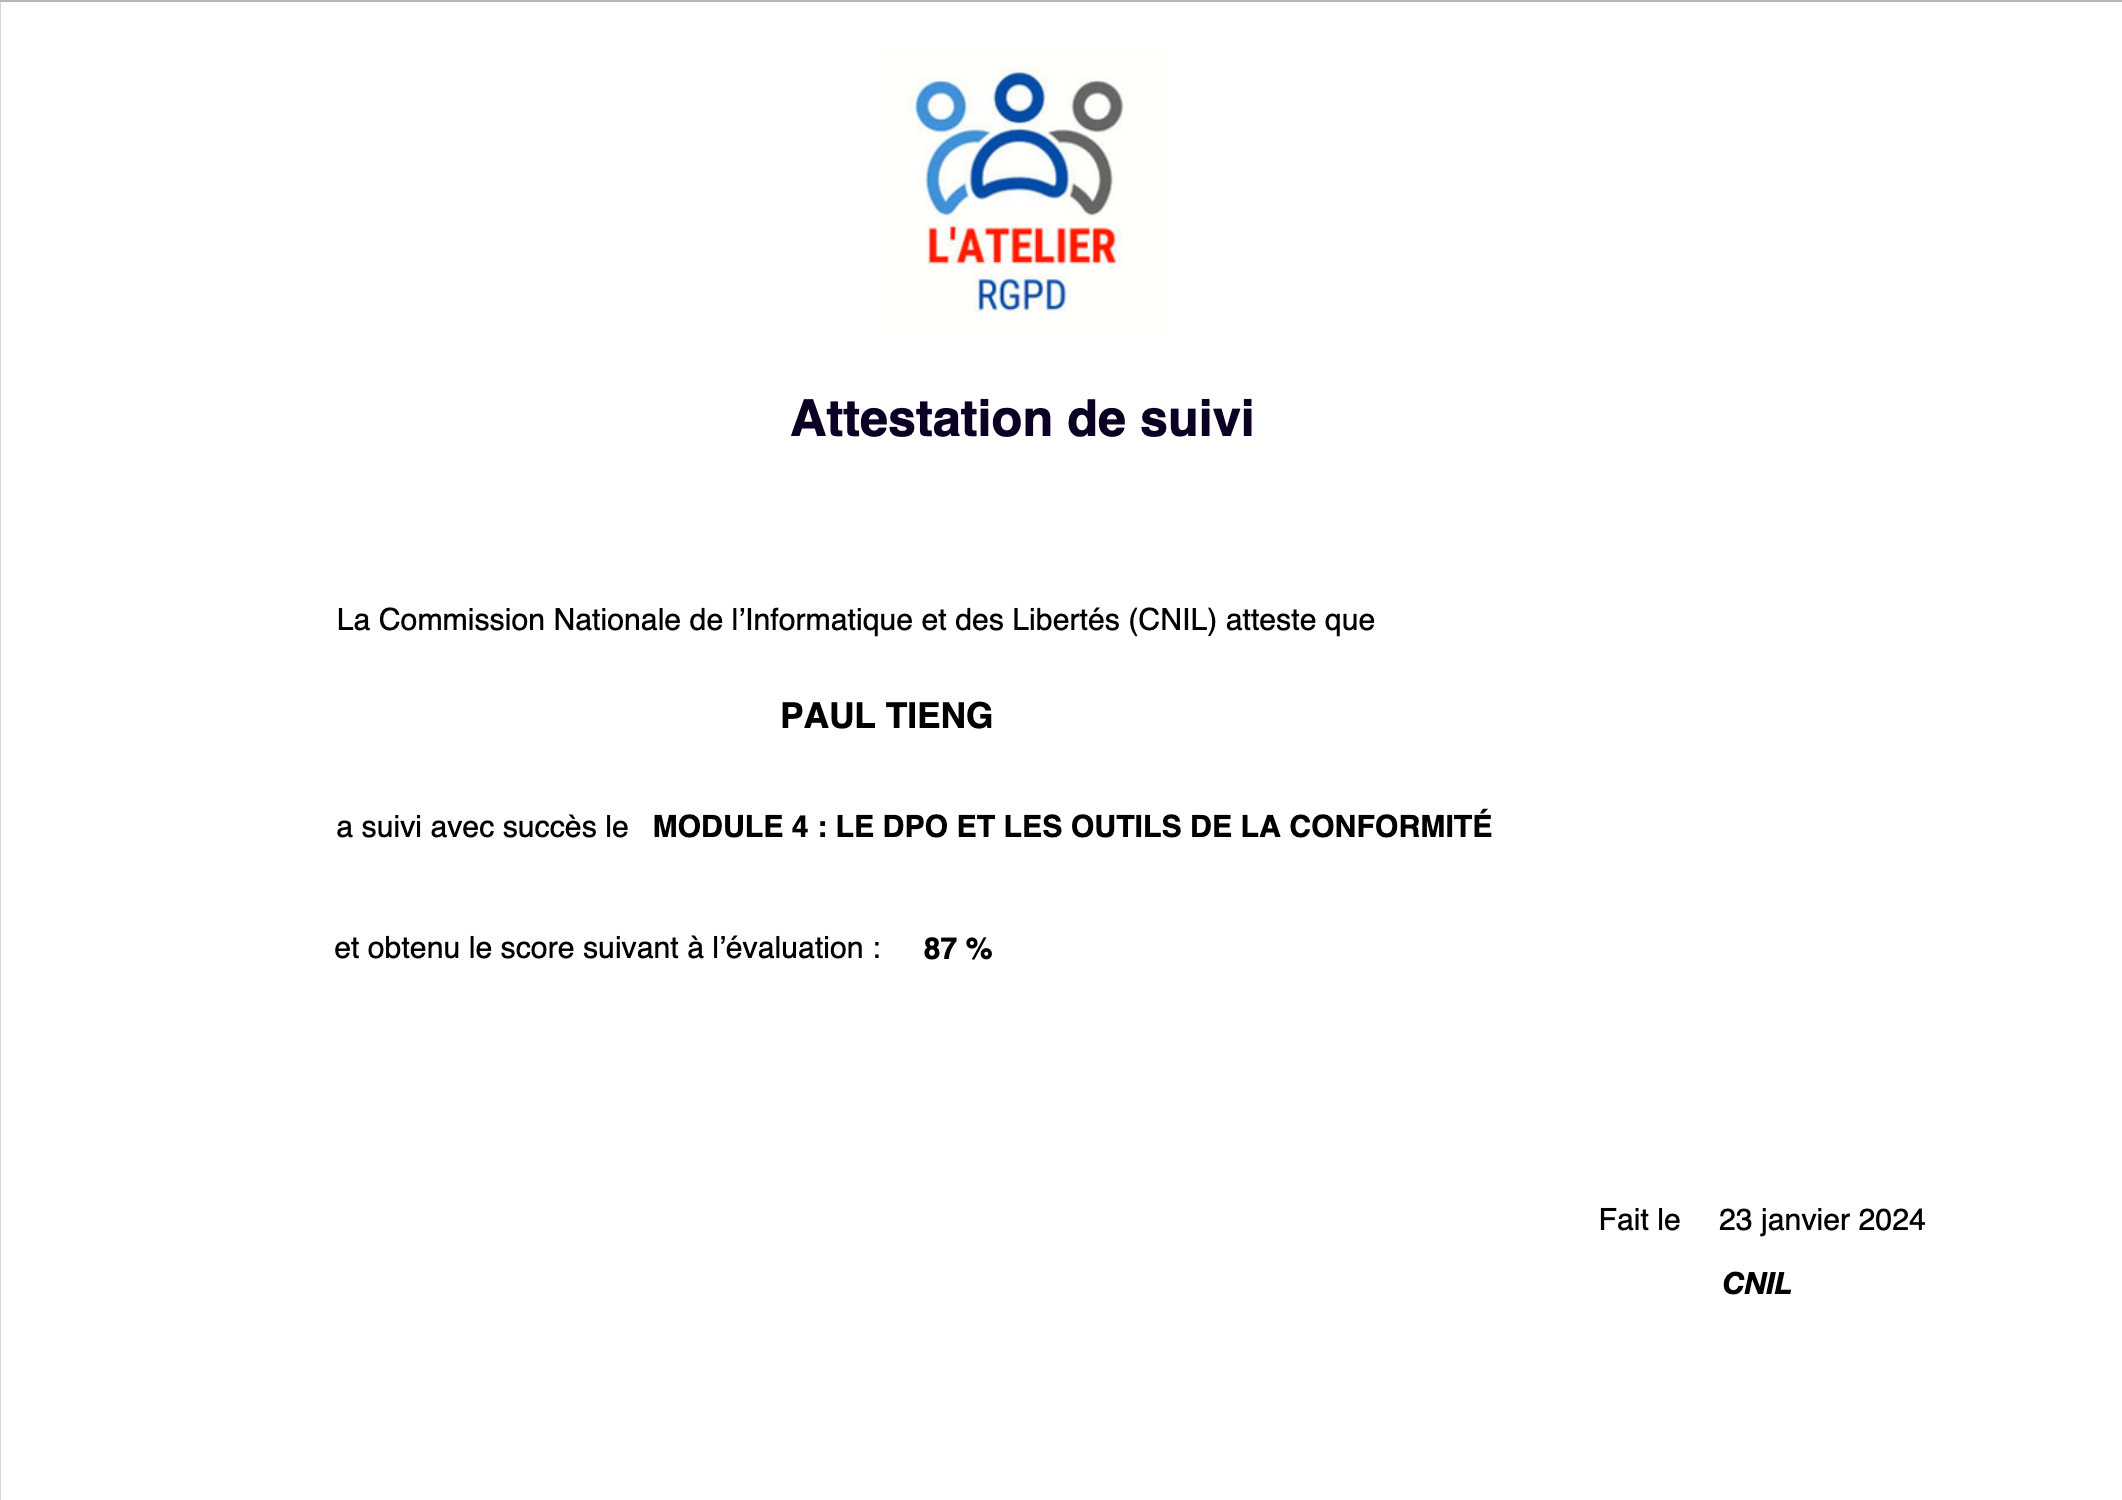 L'ATELIER
RGPD
Attestation de suivi
La Commission Nationale de l’Informatique et des Libertés (CNIL) atteste que
PAUL TIENG
a suivi avec succès le MODULE 4 : LE DPO ET LES OUTILS DE LA CONFORMITÉ
et obtenu le score suivant à l’évaluation : 87 %
Fait le 23 janvier 2024
CNIL